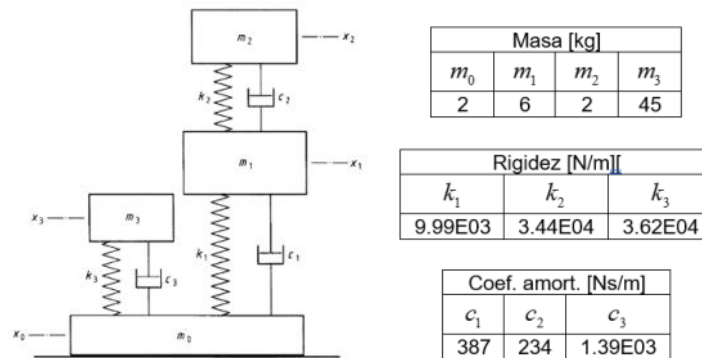 m₂
x₂
k₂
c₂
m₁
x₁
x₃
m₃
k₃
c₃
k₁
c₁
x₀
m₀
Masa [kg]
m₀ m₁ m₂ m₃
2 6 2 45
Rigidez [N/m][
k₁ k₂ k₃
9.99E03 3.44E04 3.62E04
Coef. amort. [Ns/m]
c₁ c₂ c₃
387 234 1.39E03